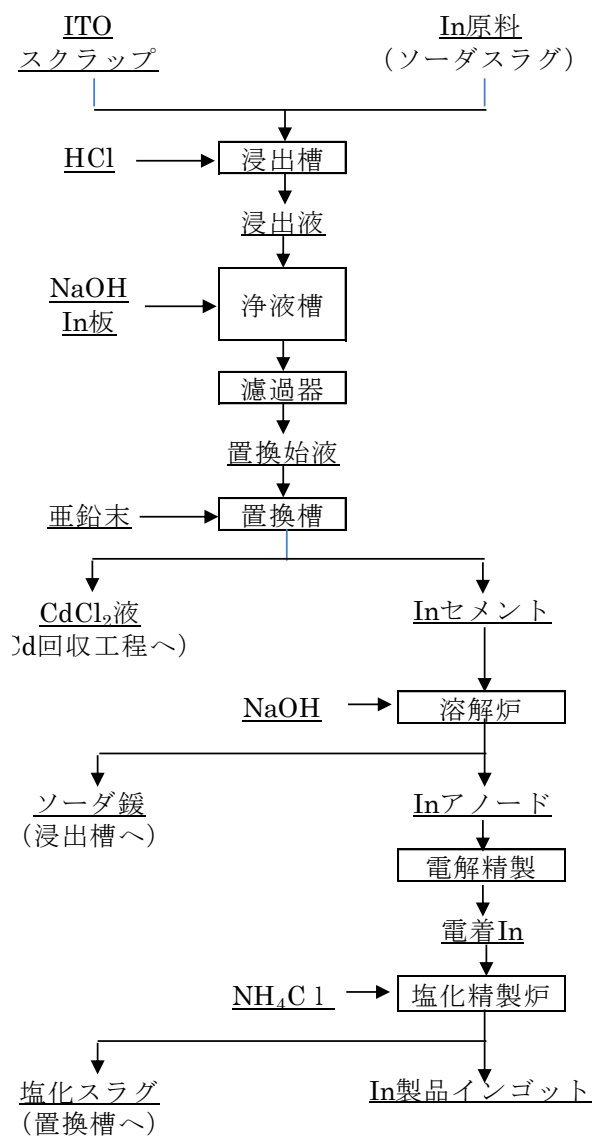 ITO
スクラップ
In原料
(ソーダスラグ)
HCl
浸出槽
浸出液
NaOH
In板
浄液槽
濾過器
置換始液
亜鉛末
置換槽
CdCl₂液
d回収工程へ)
Inセメント
NaOH
溶解炉
ソーダ鍰
(浸出槽へ)
Inアノード
電解精製
電着In
NH₄Cl
塩化精製炉
塩化スラグ
(置換槽へ)
In製品インゴット